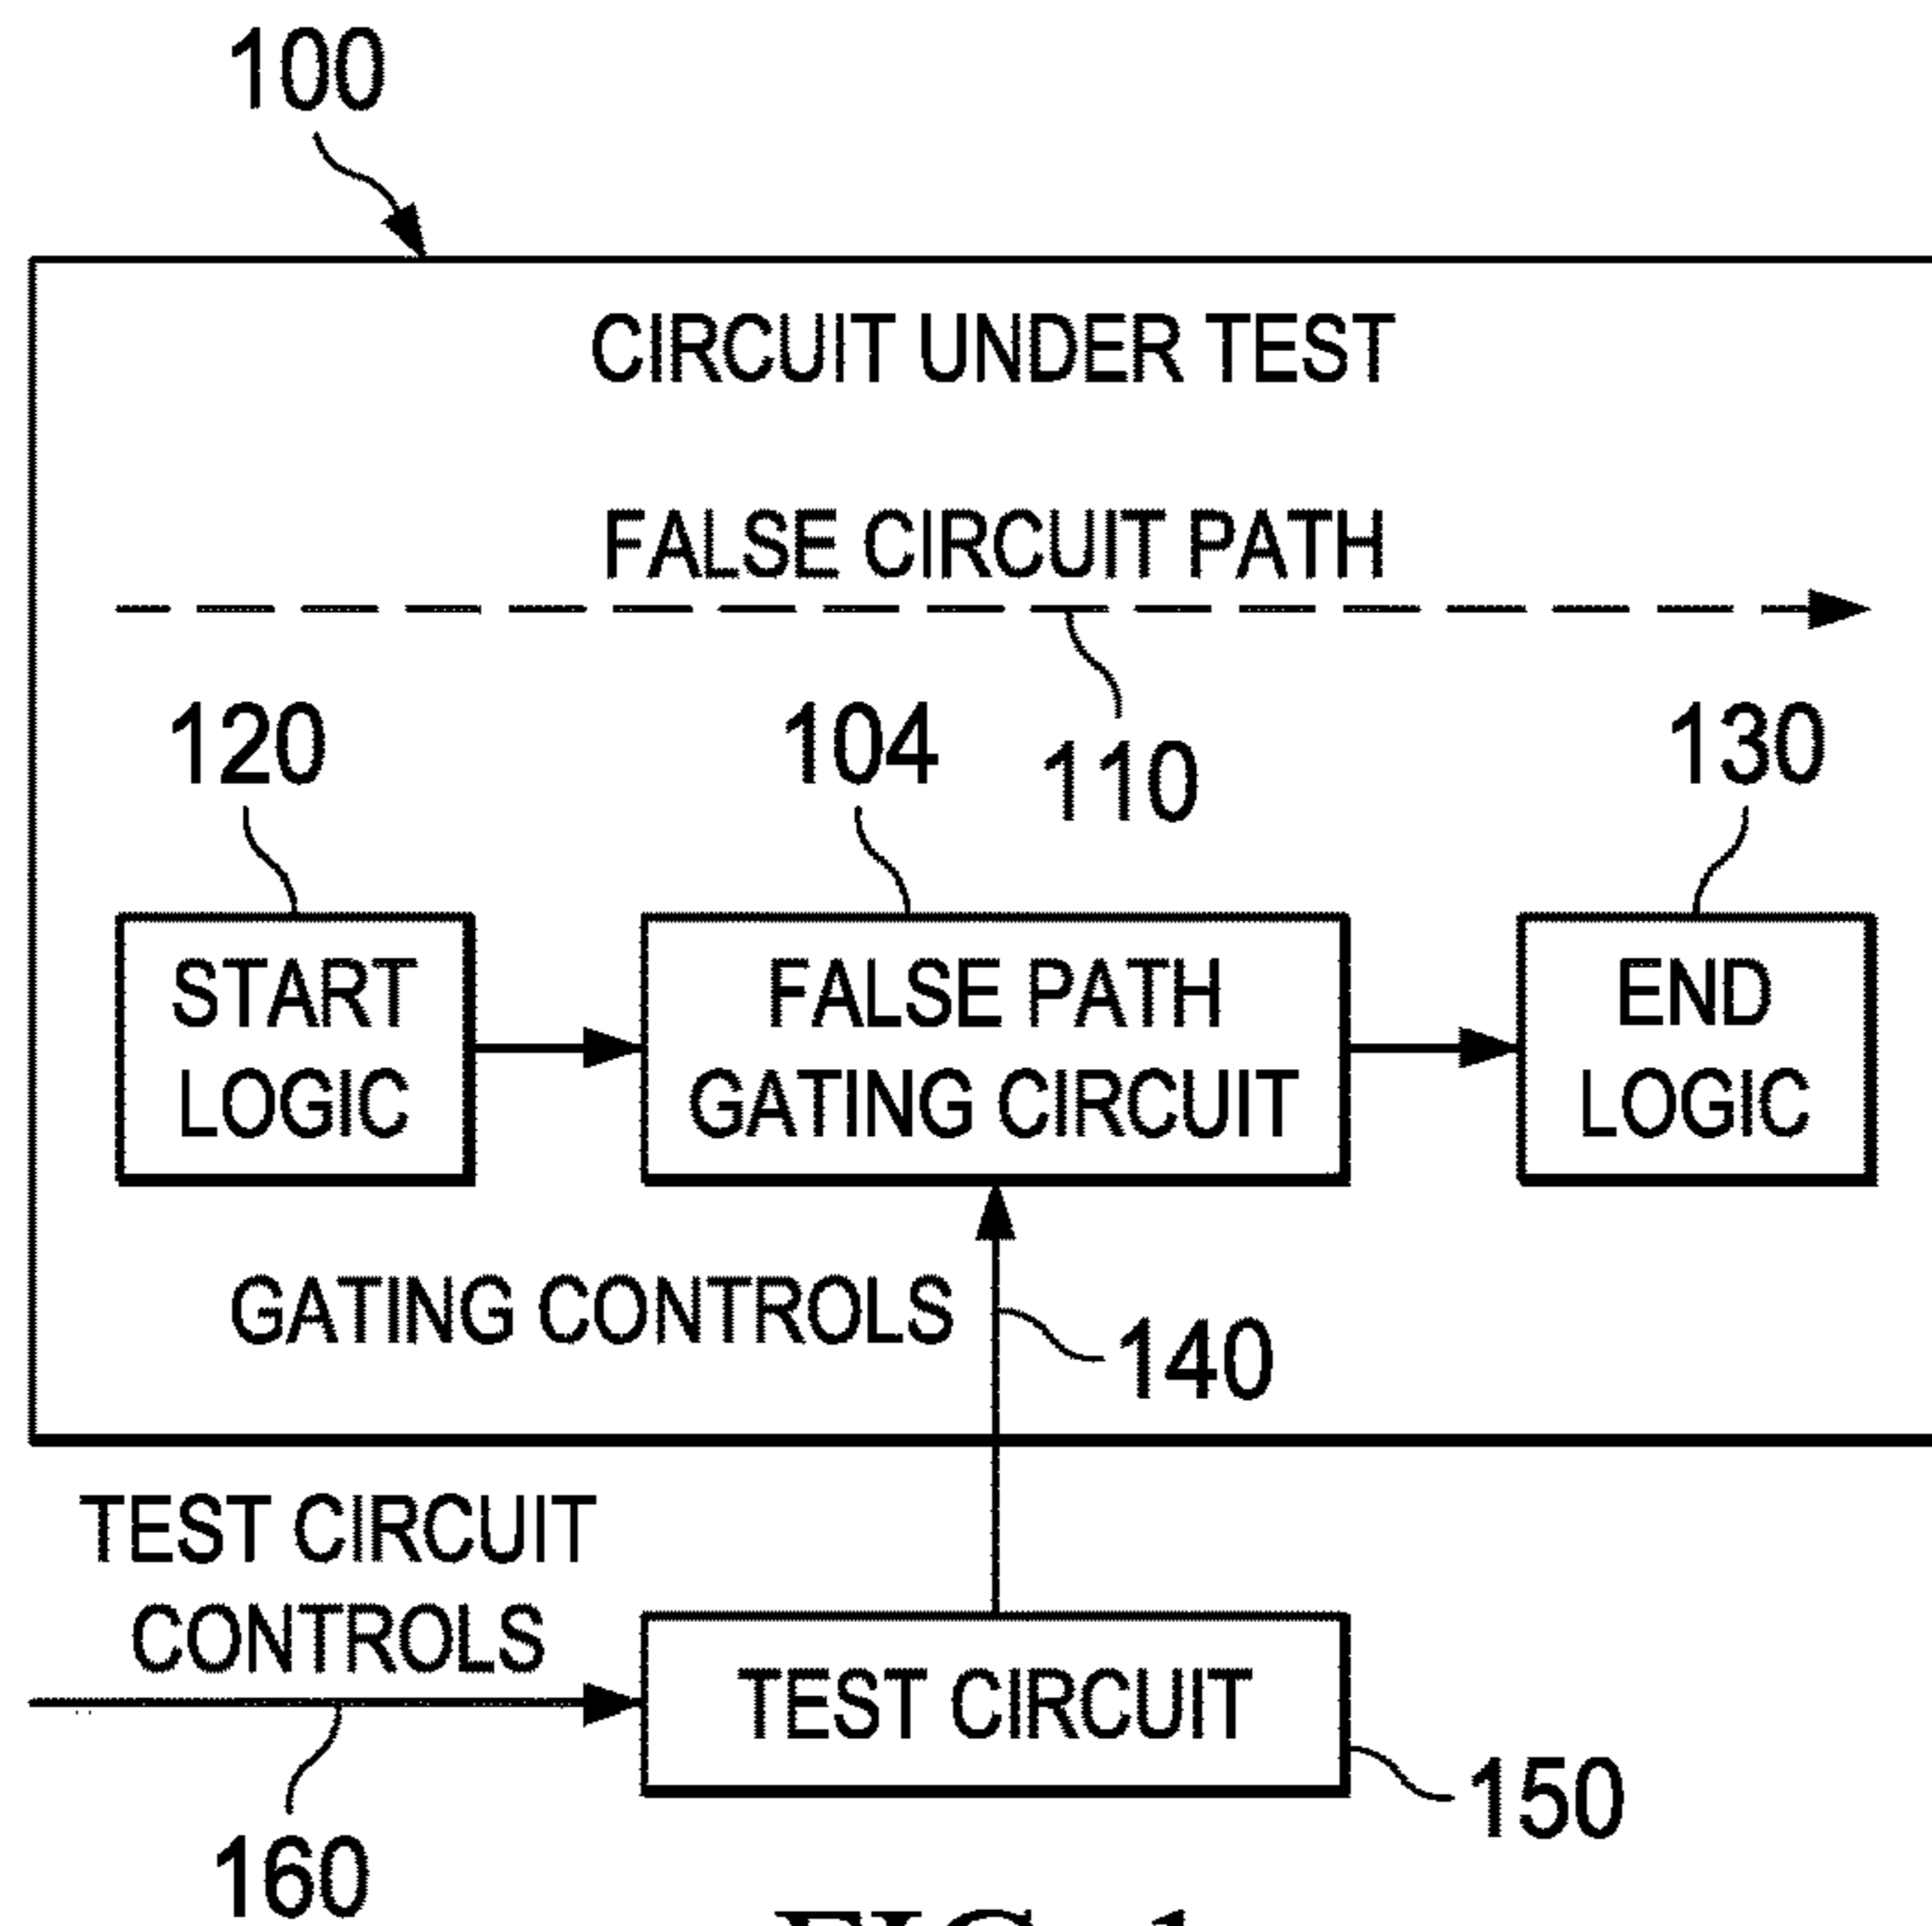 100
CIRCUIT UNDER TEST
FALSE CIRCUIT PATH
110
120
104
130
START
LOGIC
FALSE PATH
GATING CIRCUIT
END
LOGIC
GATING CONTROLS
140
TEST CIRCUIT
CONTROLS
TEST CIRCUIT
150
160